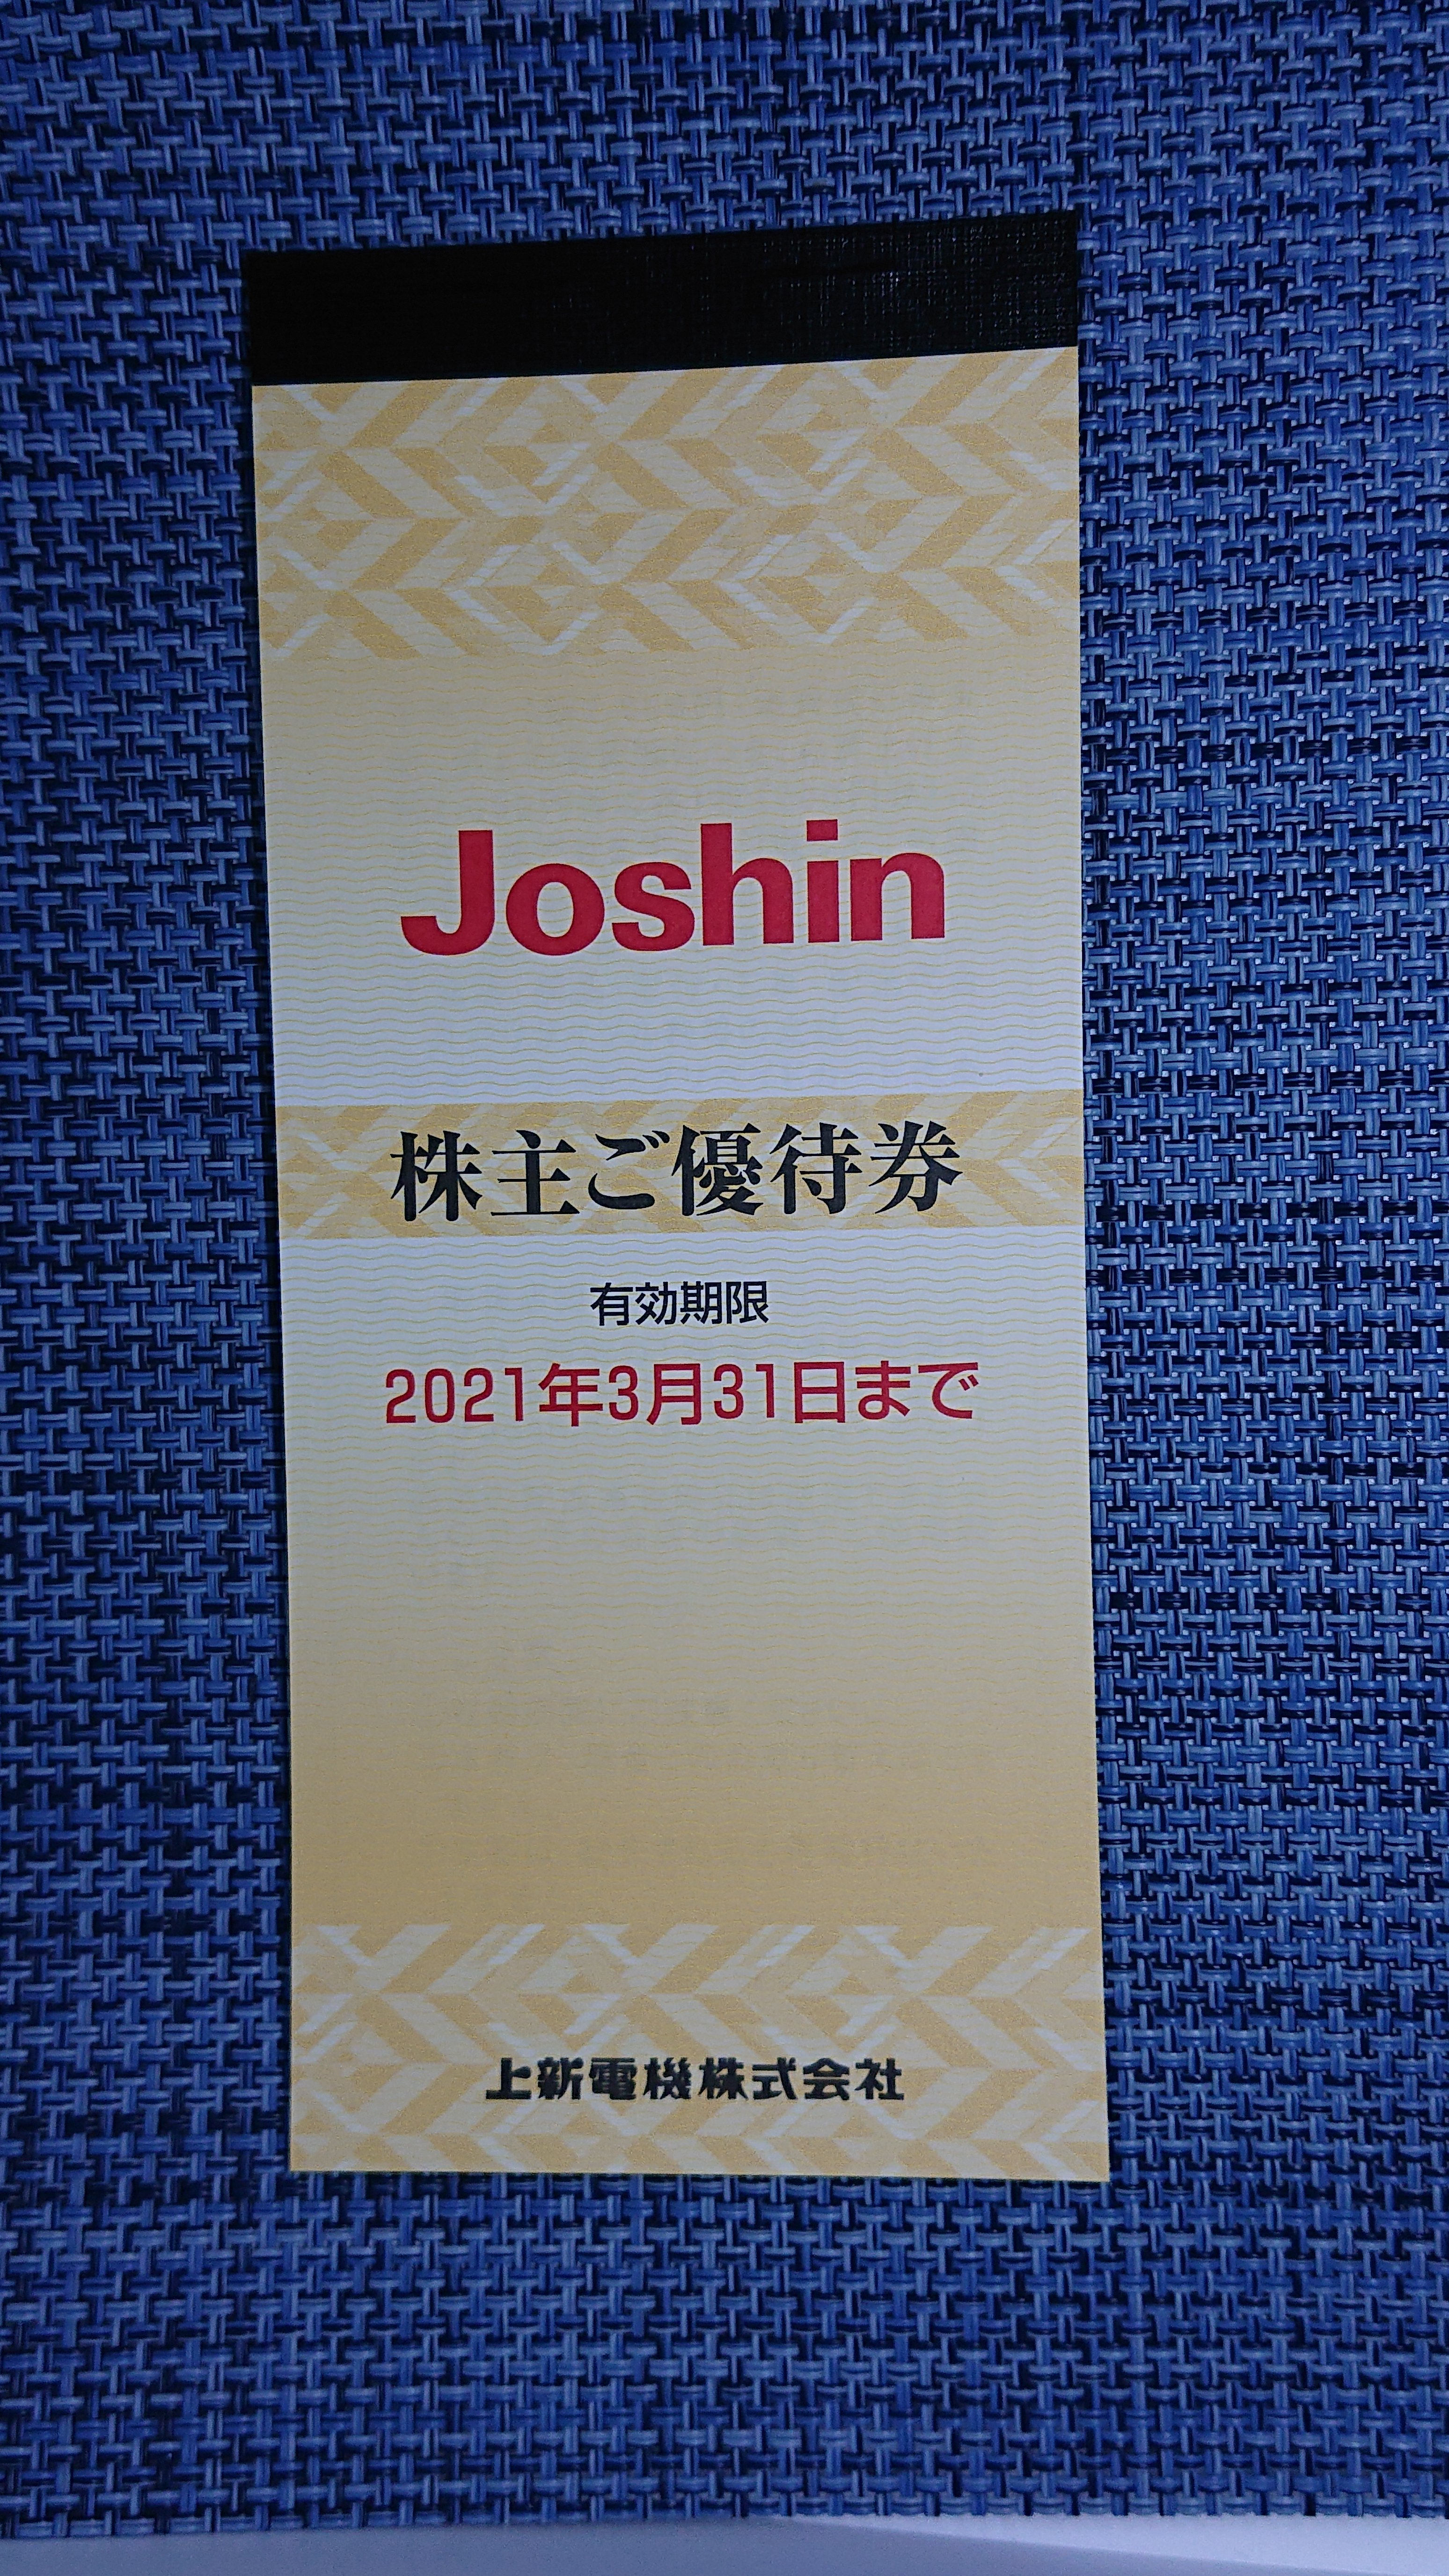 Joshin
株主ご優待券
有効期限
2021年3月31日まで
上新電機株式会社